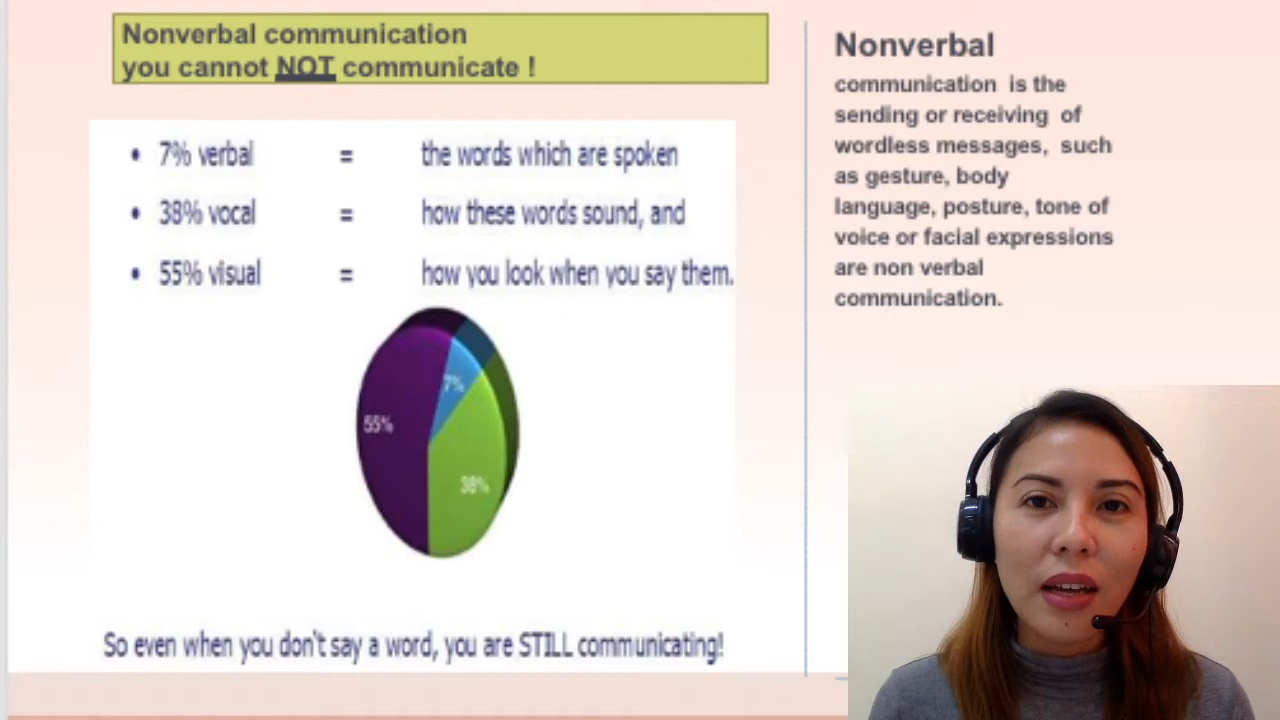 Nonverbal communication
you cannot NOT communicate !
• 7% verbal = the words which are spoken
• 38% vocal = how these words sound, and
• 55% visual = how you look when you say them.
7%
55%
38%
So even when you don't say a word, you are STILL communicating!
Nonverbal
communication is the
sending or receiving of
wordless messages, such
as gesture, body
language, posture, tone of
voice or facial expressions
are non verbal
communication.